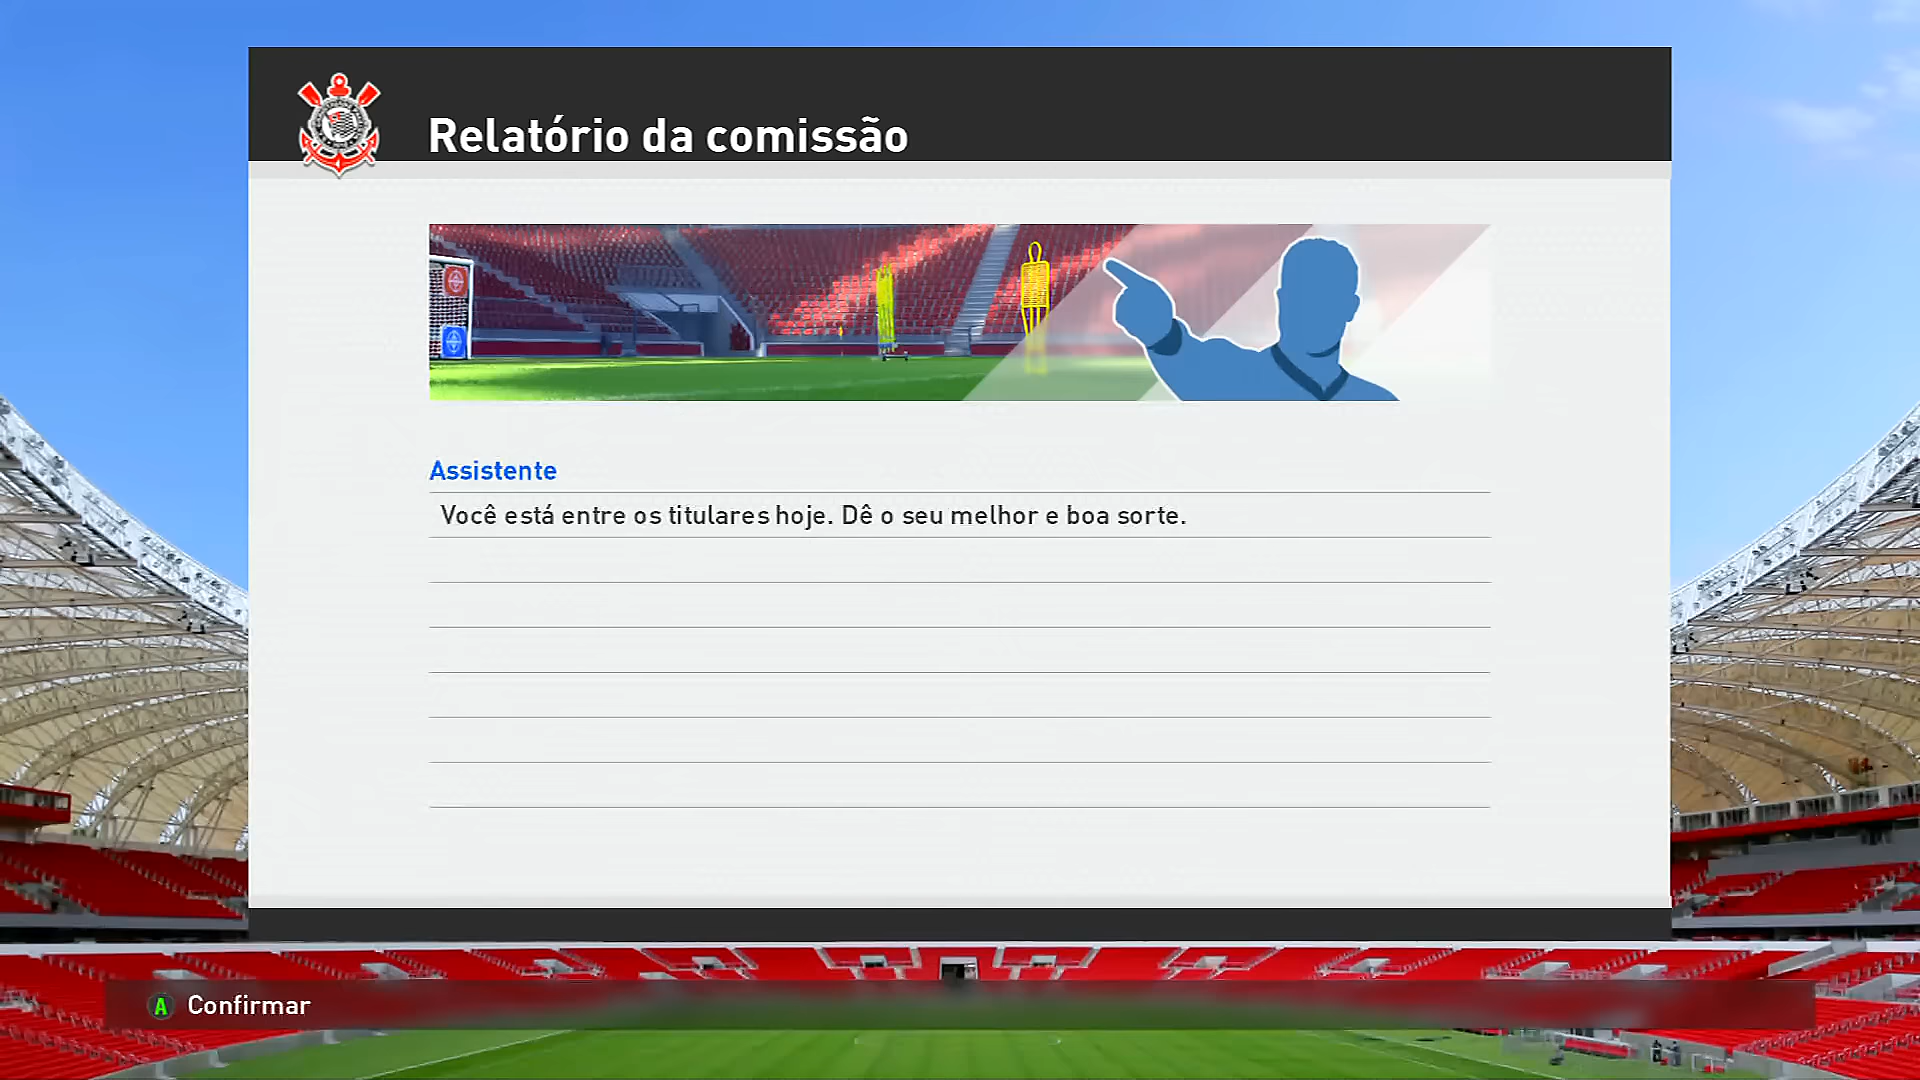 Relatório da comissão
Assistente
Você está entre os titulares hoje. Dê o seu melhor e boa sorte.
A Confirmar